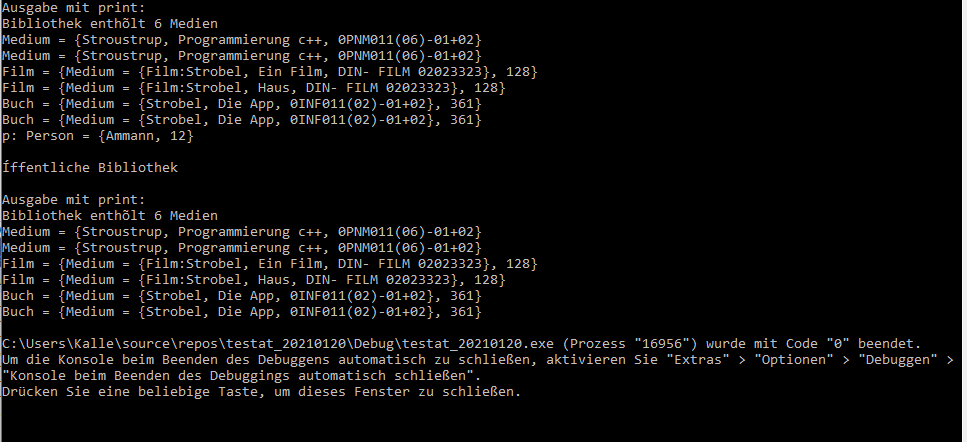 Ausgabe mit print:
Bibliothek enthõlt 6 Medien
Medium = {Stroustrup, Programmierung c++, 0PNM011(06)-01+02}
Medium = {Stroustrup, Programmierung c++, 0PNM011(06)-01+02}
Film = {Medium = {Film:Strobel, Ein Film, DIN- FILM 02023323}, 128}
Film = {Medium = {Film:Strobel, Haus, DIN- FILM 02023323}, 128}
Buch = {Medium = {Strobel, Die App, 0INF011(02)-01+02}, 361}
Buch = {Medium = {Strobel, Die App, 0INF011(02)-01+02}, 361}
p: Person = {Ammann, 12}
Íffentliche Bibliothek
Ausgabe mit print:
Bibliothek enthõlt 6 Medien
Medium = {Stroustrup, Programmierung c++, 0PNM011(06)-01+02}
Medium = {Stroustrup, Programmierung c++, 0PNM011(06)-01+02}
Film = {Medium = {Film:Strobel, Ein Film, DIN- FILM 02023323}, 128}
Film = {Medium = {Film:Strobel, Haus, DIN- FILM 02023323}, 128}
Buch = {Medium = {Strobel, Die App, 0INF011(02)-01+02}, 361}
Buch = {Medium = {Strobel, Die App, 0INF011(02)-01+02}, 361}
C:\Users\Kalle\source\repos\testat_20210120\Debug\testat_20210120.exe (Prozess "16956") wurde mit Code "0" beendet.
Um die Konsole beim Beenden des Debuggens automatisch zu schließen, aktivieren Sie "Extras" > "Optionen" > "Debuggen" >
"Konsole beim Beenden des Debuggings automatisch schließen".
Drücken Sie eine beliebige Taste, um dieses Fenster zu schließen.